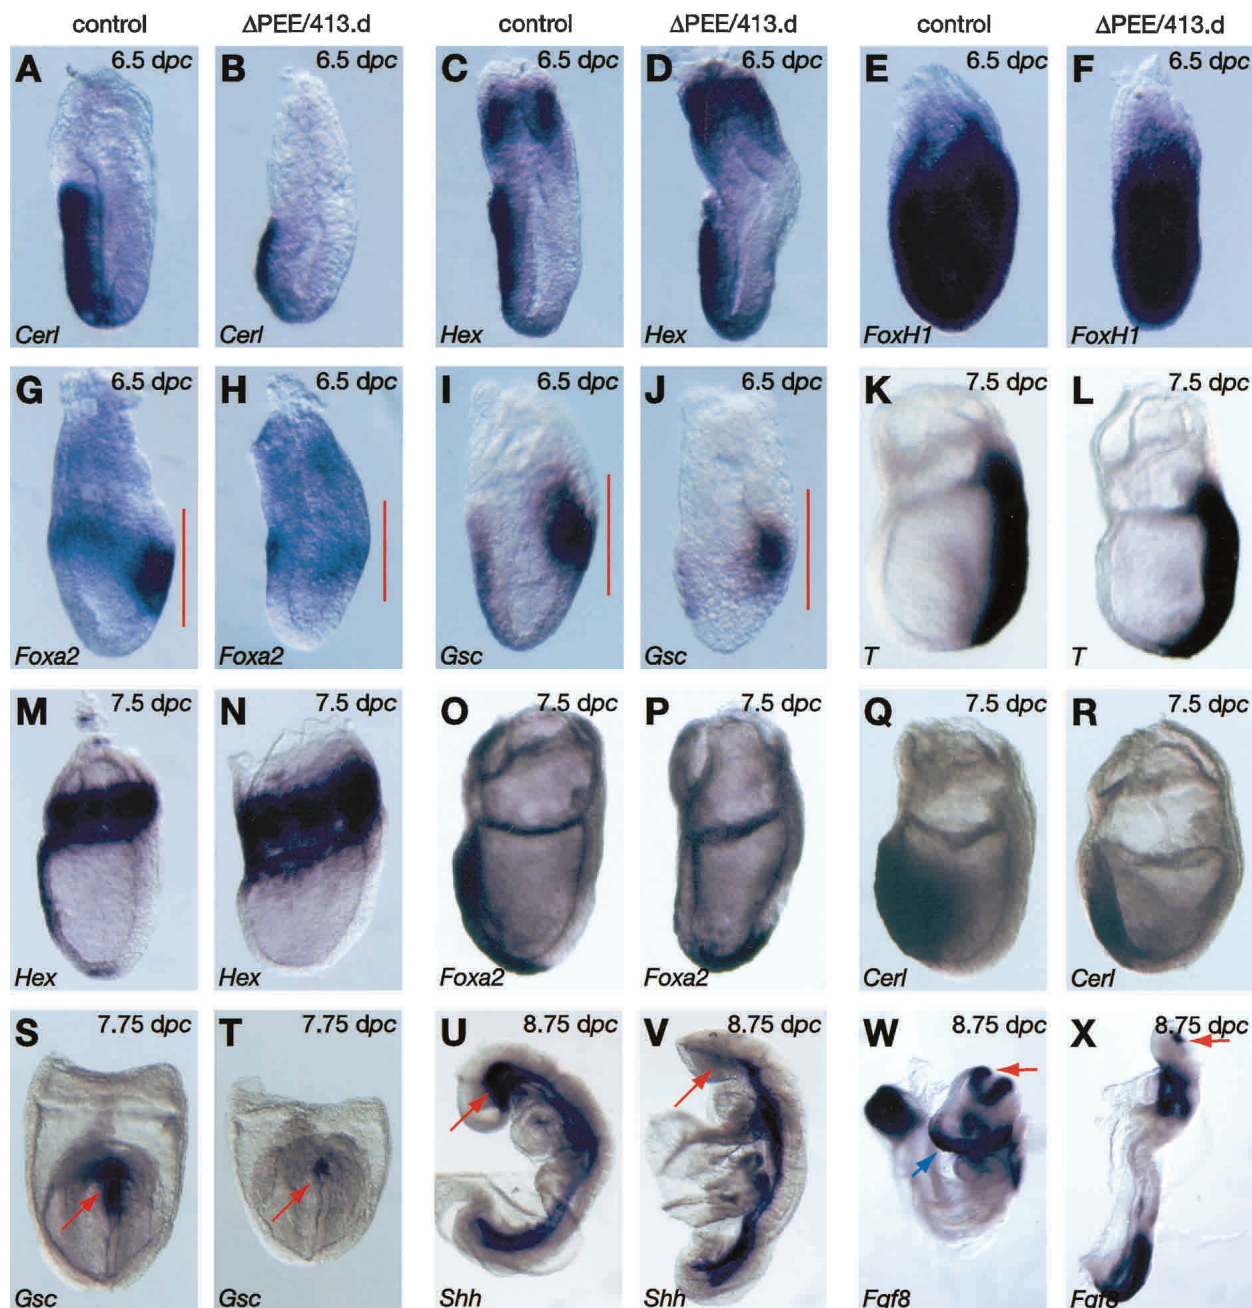 control ΔPEE/413.d control ΔPEE/413.d control ΔPEE/413.d
A 6.5 dpc B 6.5 dpc C 6.5 dpc D 6.5 dpc E 6.5 dpc F 6.5 dpc
Cerl Cerl Hex Hex FoxH1 FoxH1
G 6.5 dpc H 6.5 dpc I 6.5 dpc J 6.5 dpc K 7.5 dpc L 7.5 dpc
Foxa2 Foxa2 Gsc Gsc T T
M 7.5 dpc N 7.5 dpc O 7.5 dpc P 7.5 dpc Q 7.5 dpc R 7.5 dpc
Hex Hex Foxa2 Foxa2 Cerl Cerl
S 7.75 dpc T 7.75 dpc U 8.75 dpc V 8.75 dpc W 8.75 dpc X 8.75 dpc
Gsc Gsc Shh Shh Fgf8 Fgf8